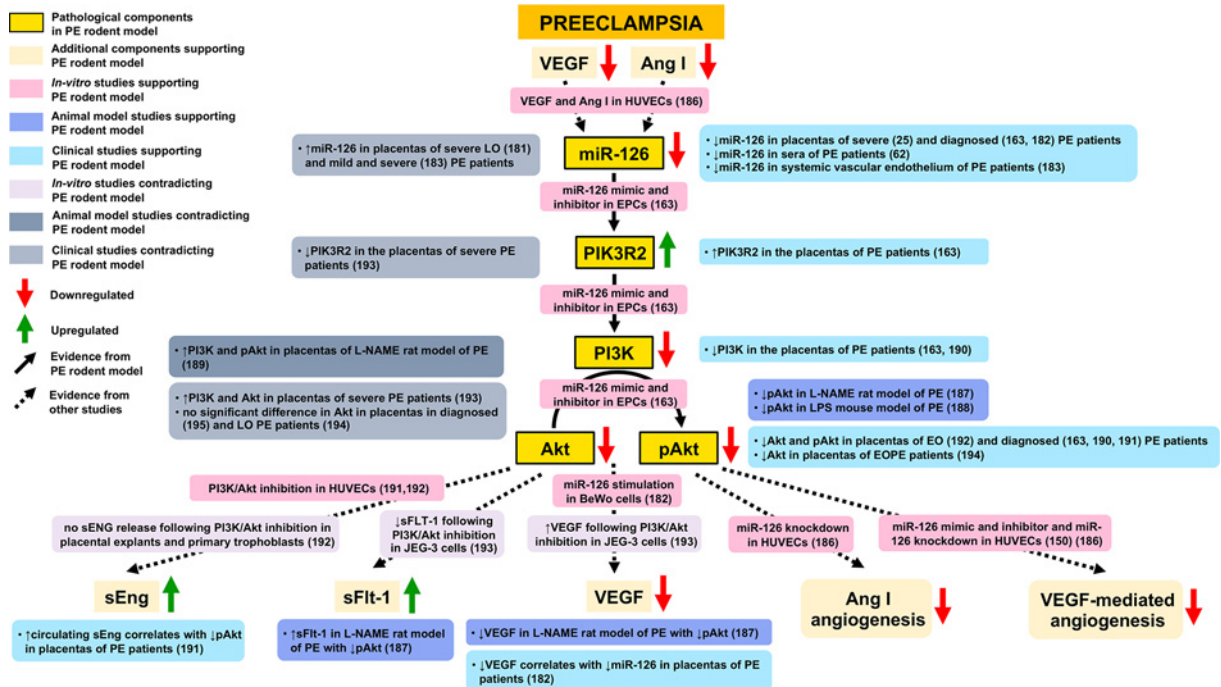 Pathological components
in PE rodent model
Additional components supporting
PE rodent model
In-vitro studies supporting
PE rodent model
Animal model studies supporting
PE rodent model
Clinical studies supporting
PE rodent model
In-vitro studies contradicting
PE rodent model
Animal model studies contradicting
PE rodent model
Clinical studies contradicting
PE rodent model
Downregulated
Upregulated
Evidence from
PE rodent model
Evidence from
other studies
PREECLAMPSIA
VEGF
Ang I
VEGF and Ang I in HUVECs (186)
• ↑miR-126 in placentas of severe LO (181)
and mild and severe (183) PE patients
miR-126
• ↓miR-126 in placentas of severe (25) and diagnosed (163, 182) PE patients
• ↓miR-126 in sera of PE patients (62)
• ↓miR-126 in systemic vascular endothelium of PE patients (183)
miR-126 mimic and
inhibitor in EPCs (163)
• ↓PIK3R2 in the placentas of severe PE
patients (193)
PIK3R2
• ↑PIK3R2 in the placentas of PE patients (163)
miR-126 mimic and
inhibitor in EPCs (163)
• ↑PI3K and pAkt in placentas of L-NAME rat model of PE
(189)
PI3K
• ↓PI3K in the placentas of PE patients (163, 190)
• ↑PI3K and Akt in placentas of severe PE patients (193)
• no significant difference in Akt in placentas in diagnosed
(195) and LO PE patients (194)
miR-126 mimic and
inhibitor in EPCs (163)
• ↓pAkt in L-NAME rat model of PE (187)
• ↓pAkt in LPS mouse model of PE (188)
Akt
pAkt
• ↓Akt and pAkt in placentas of EO (192) and diagnosed (163, 190, 191) PE patients
• ↓Akt in placentas of EOPE patients (194)
PI3K/Akt inhibition in HUVECs (191,192)
miR-126 stimulation
in BeWo cells (182)
no sENG release following PI3K/Akt inhibition in
placental explants and primary trophoblasts (192)
↓sFLT-1 following
PI3K/Akt inhibition
in JEG-3 cells (193)
↑VEGF following PI3K/Akt
inhibition in JEG-3 cells (193)
miR-126 knockdown
in HUVECs (186)
miR-126 mimic and inhibitor and miR-
126 knockdown in HUVECs (150) (186)
sEng
sFlt-1
VEGF
Ang I
angiogenesis
VEGF-mediated
angiogenesis
• ↑circulating sEng correlates with ↓pAkt
in placentas of PE patients (191)
• ↑sFlt-1 in L-NAME rat model
of PE with ↓pAkt (187)
• ↓VEGF in L-NAME rat model of PE with ↓pAkt (187)
• ↓VEGF correlates with ↓miR-126 in placentas of PE
patients (182)